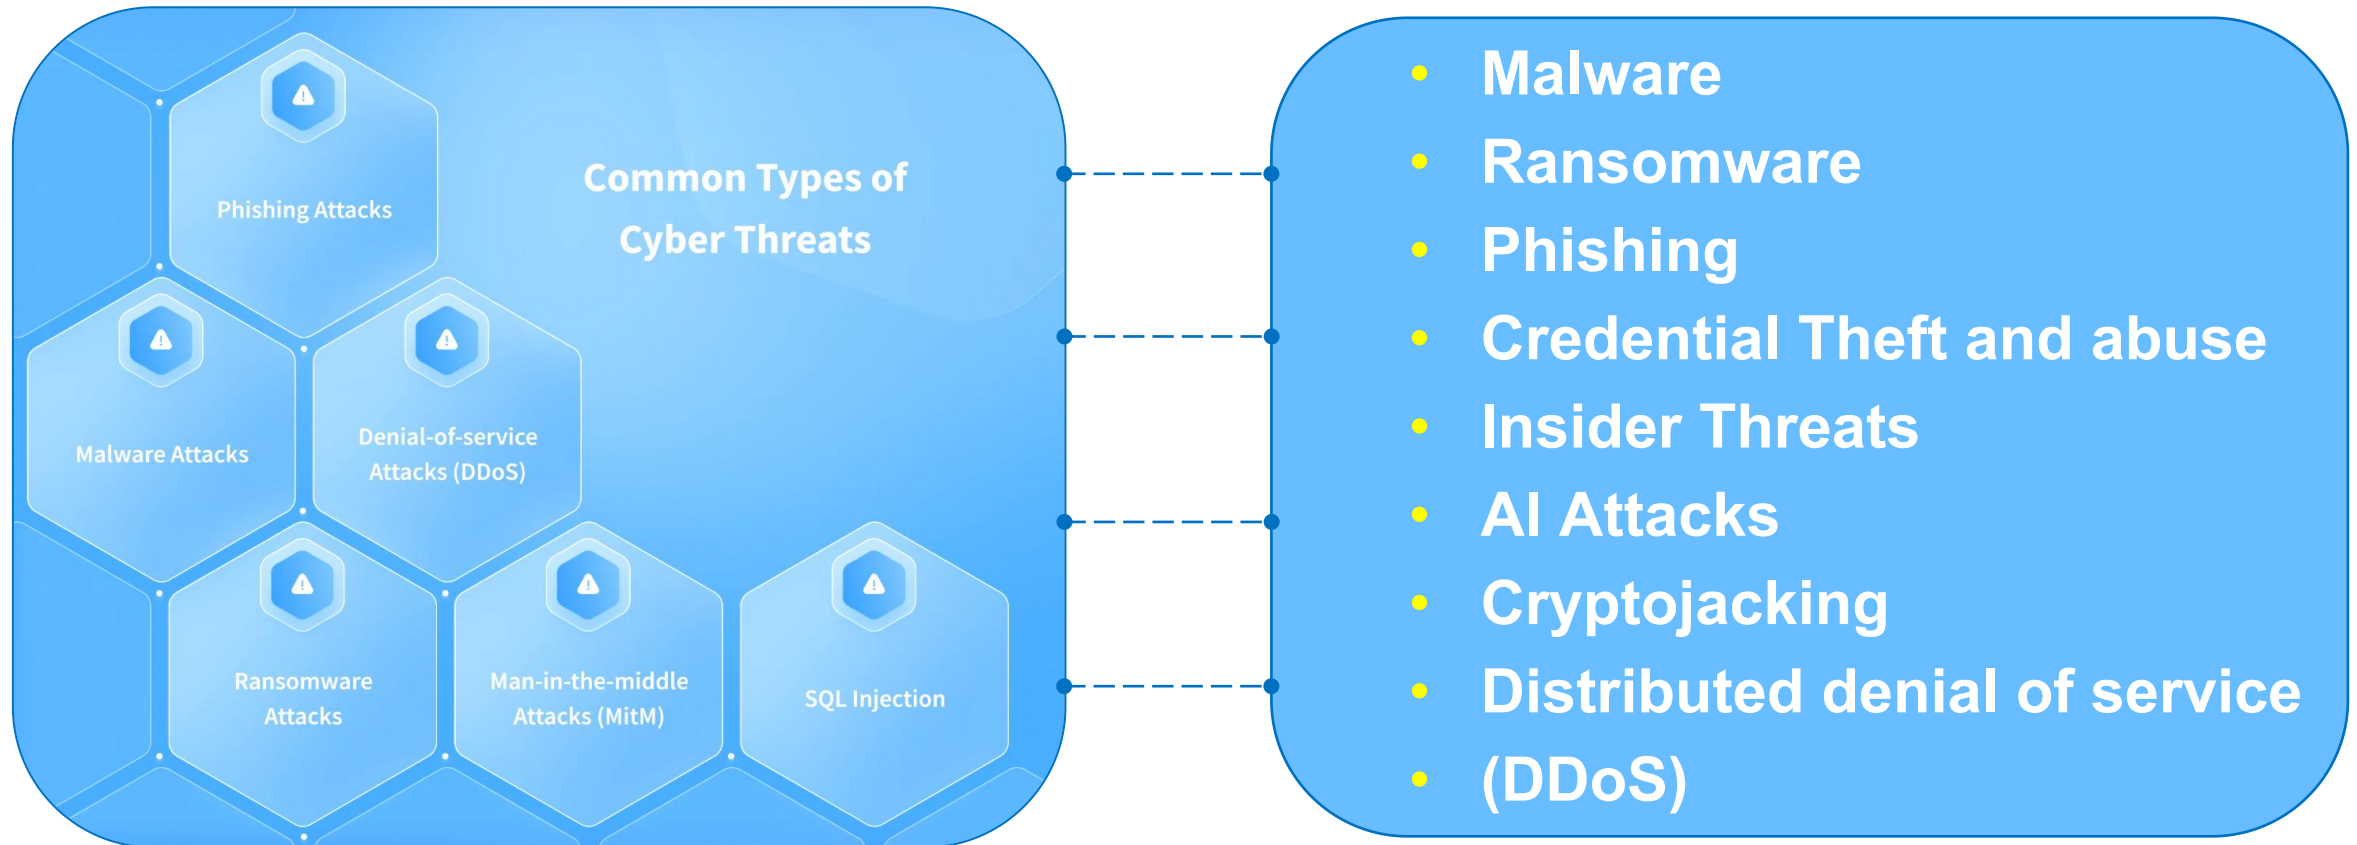 Common Types of
Cyber Threats
Phishing Attacks
Malware Attacks
Denial-of-service
Attacks (DDoS)
Ransomware
Attacks
Man-in-the-middle
Attacks (MitM)
SQL Injection
• Malware
• Ransomware
• Phishing
• Credential Theft and abuse
• Insider Threats
• AI Attacks
• Cryptojacking
• Distributed denial of service
• (DDoS)